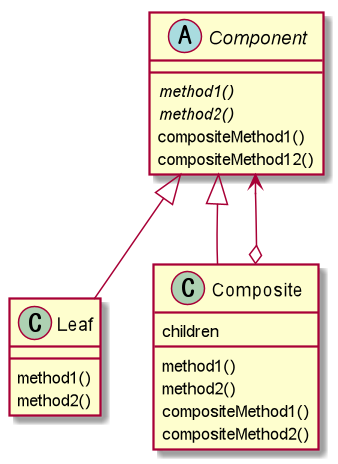 A Component
method1()
method2()
compositeMethod1()
compositeMethod12()
C Leaf
method1()
method2()
C Composite
children
method1()
method2()
compositeMethod1()
compositeMethod2()